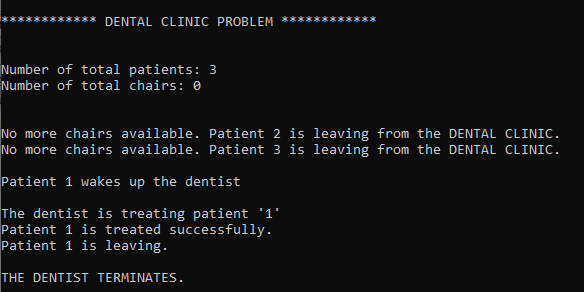 ************ DENTAL CLINIC PROBLEM ************
Number of total patients: 3
Number of total chairs: 0
No more chairs available. Patient 2 is leaving from the DENTAL CLINIC.
No more chairs available. Patient 3 is leaving from the DENTAL CLINIC.
Patient 1 wakes up the dentist
The dentist is treating patient '1'
Patient 1 is treated successfully.
Patient 1 is leaving.
THE DENTIST TERMINATES.